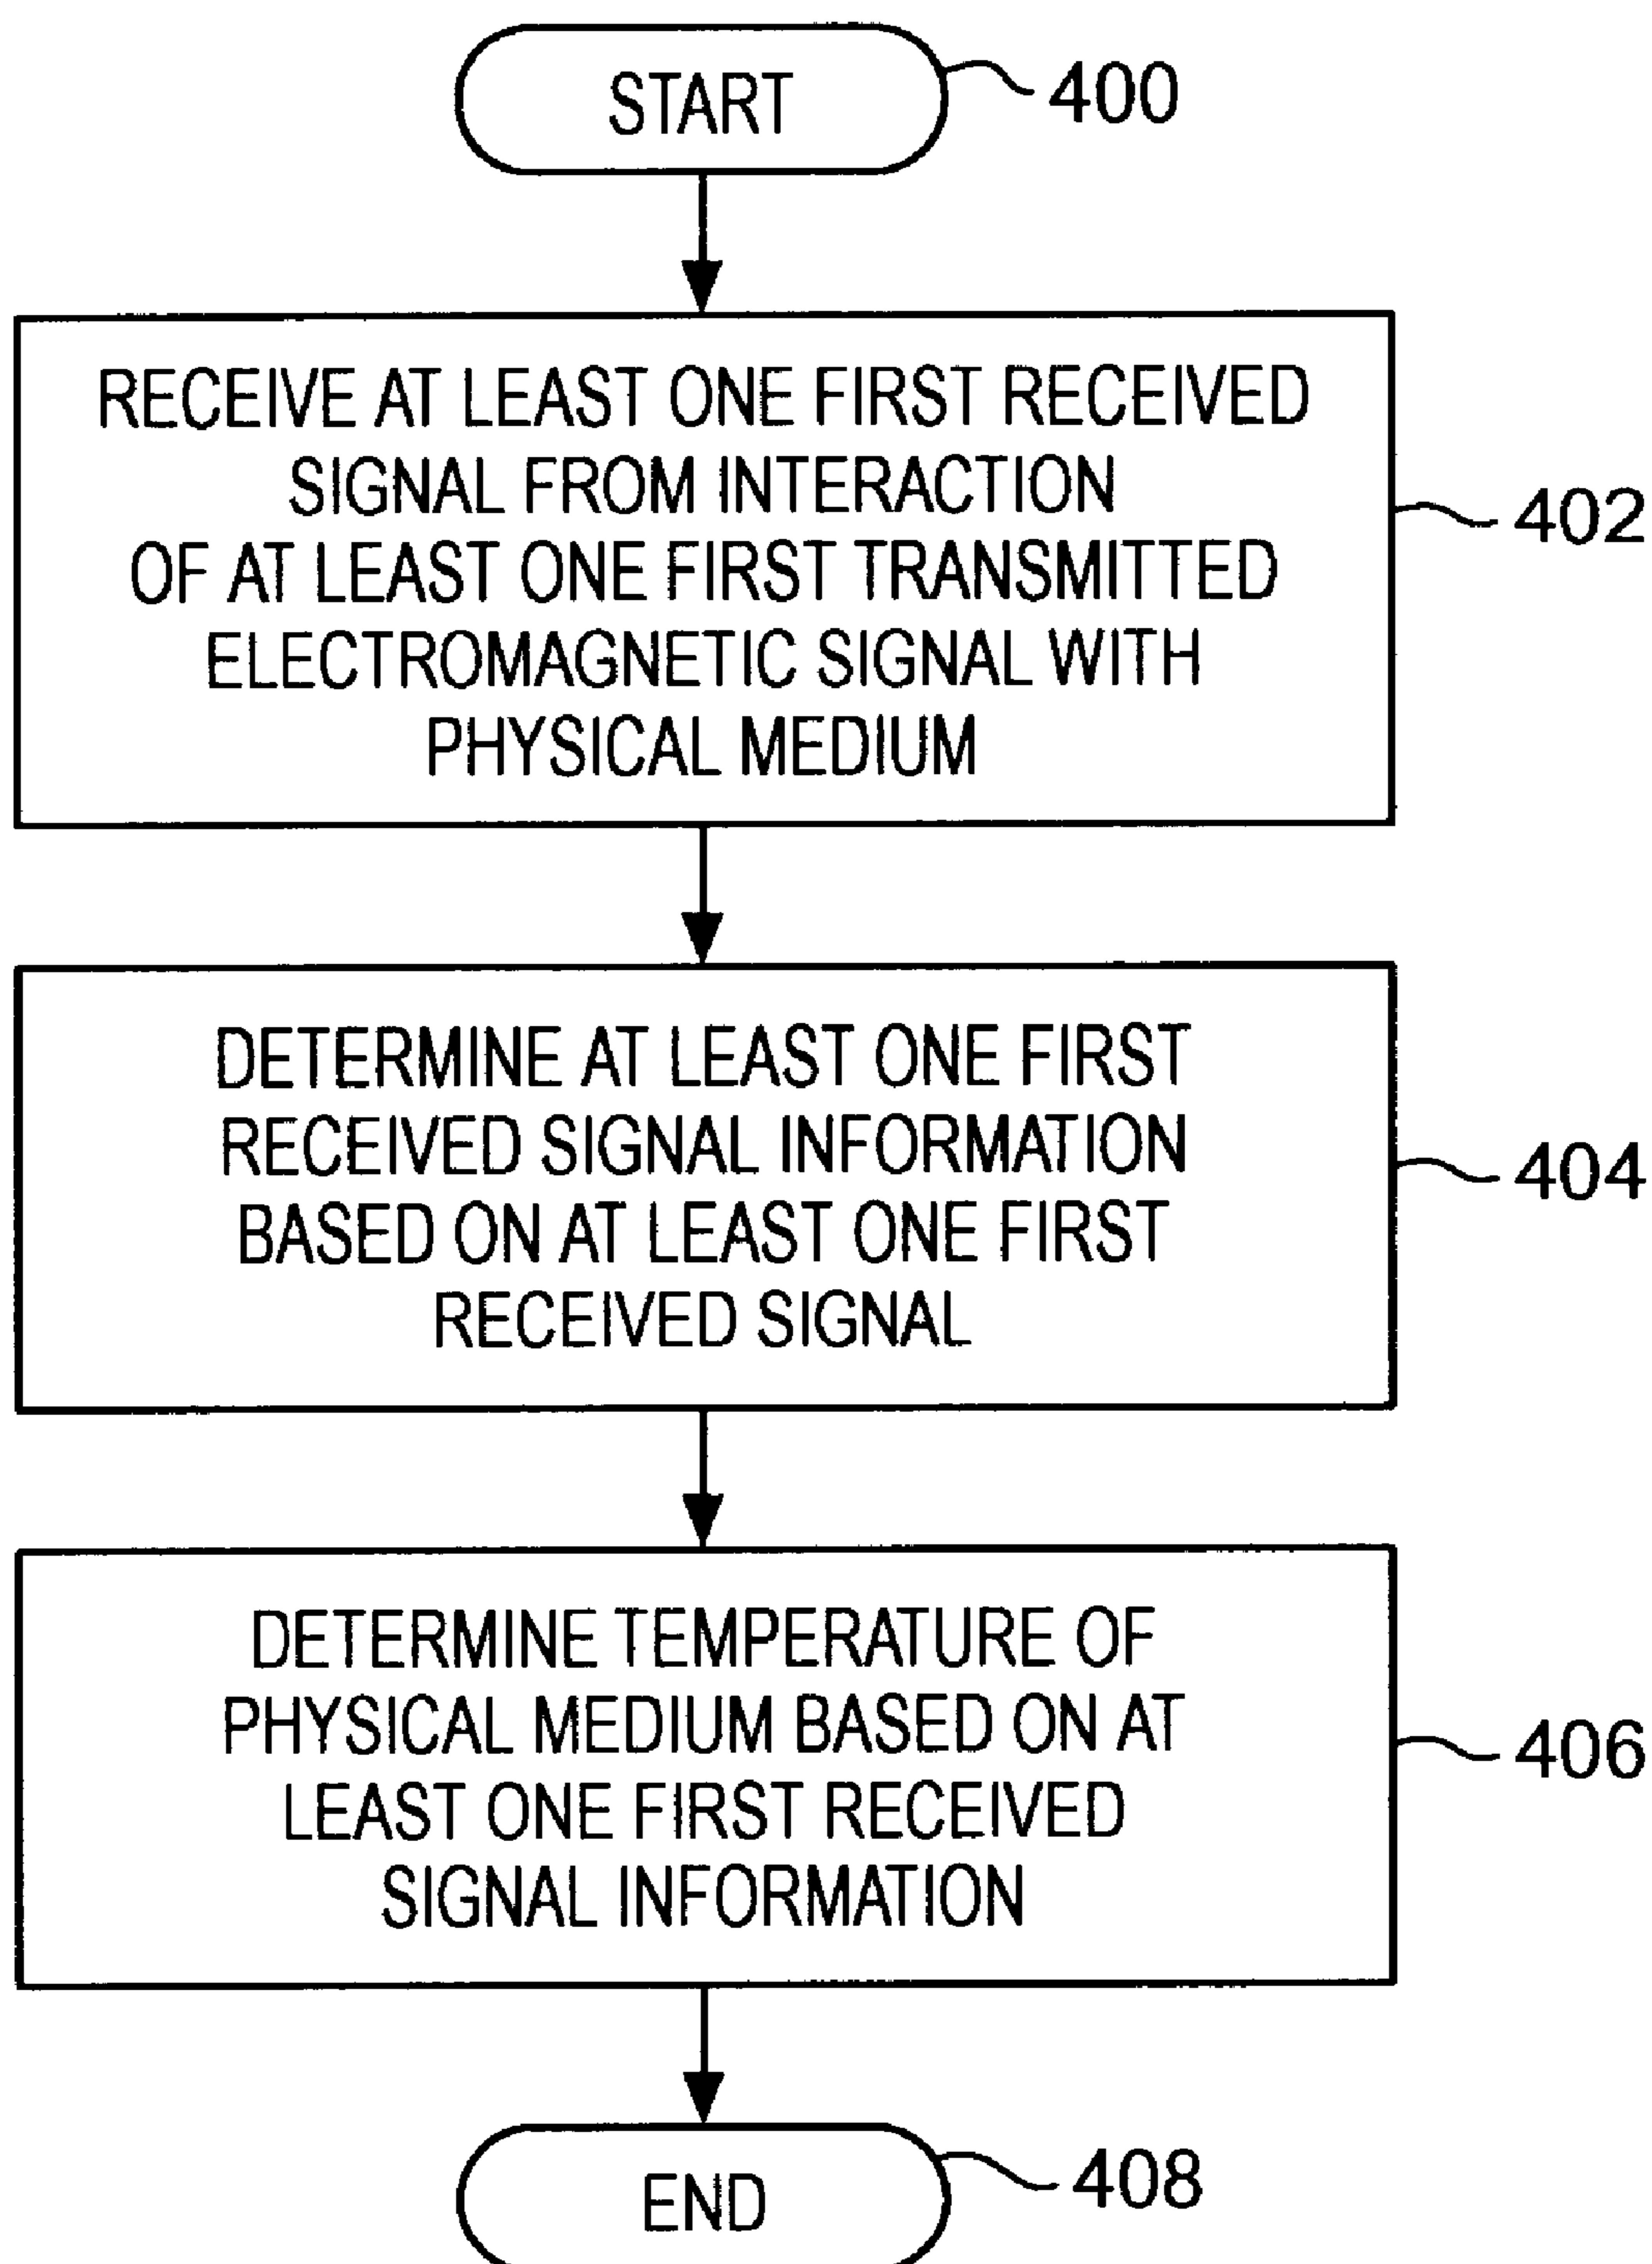 START
400
RECEIVE AT LEAST ONE FIRST RECEIVED
SIGNAL FROM INTERACTION
OF AT LEAST ONE FIRST TRANSMITTED
ELECTROMAGNETIC SIGNAL WITH
PHYSICAL MEDIUM
402
DETERMINE AT LEAST ONE FIRST
RECEIVED SIGNAL INFORMATION
BASED ON AT LEAST ONE FIRST
RECEIVED SIGNAL
404
DETERMINE TEMPERATURE OF
PHYSICAL MEDIUM BASED ON AT
LEAST ONE FIRST RECEIVED
SIGNAL INFORMATION
406
END
408